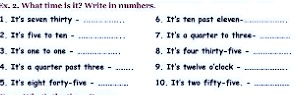 Ex. 2. What time is it? Write in numbers.
1. It's seven thirty - ................
2. It's five to ten - ................
3. It's one to one - ................
4. It's a quarter past three - .......
5. It's eight forty-five - ............
6. It's ten past eleven- ..............
7. It's a quarter to three- ............
8. It's four thirty-five - ..............
9. It's twelve o'clock - ..............
10. It's two fifty-five. - ..............